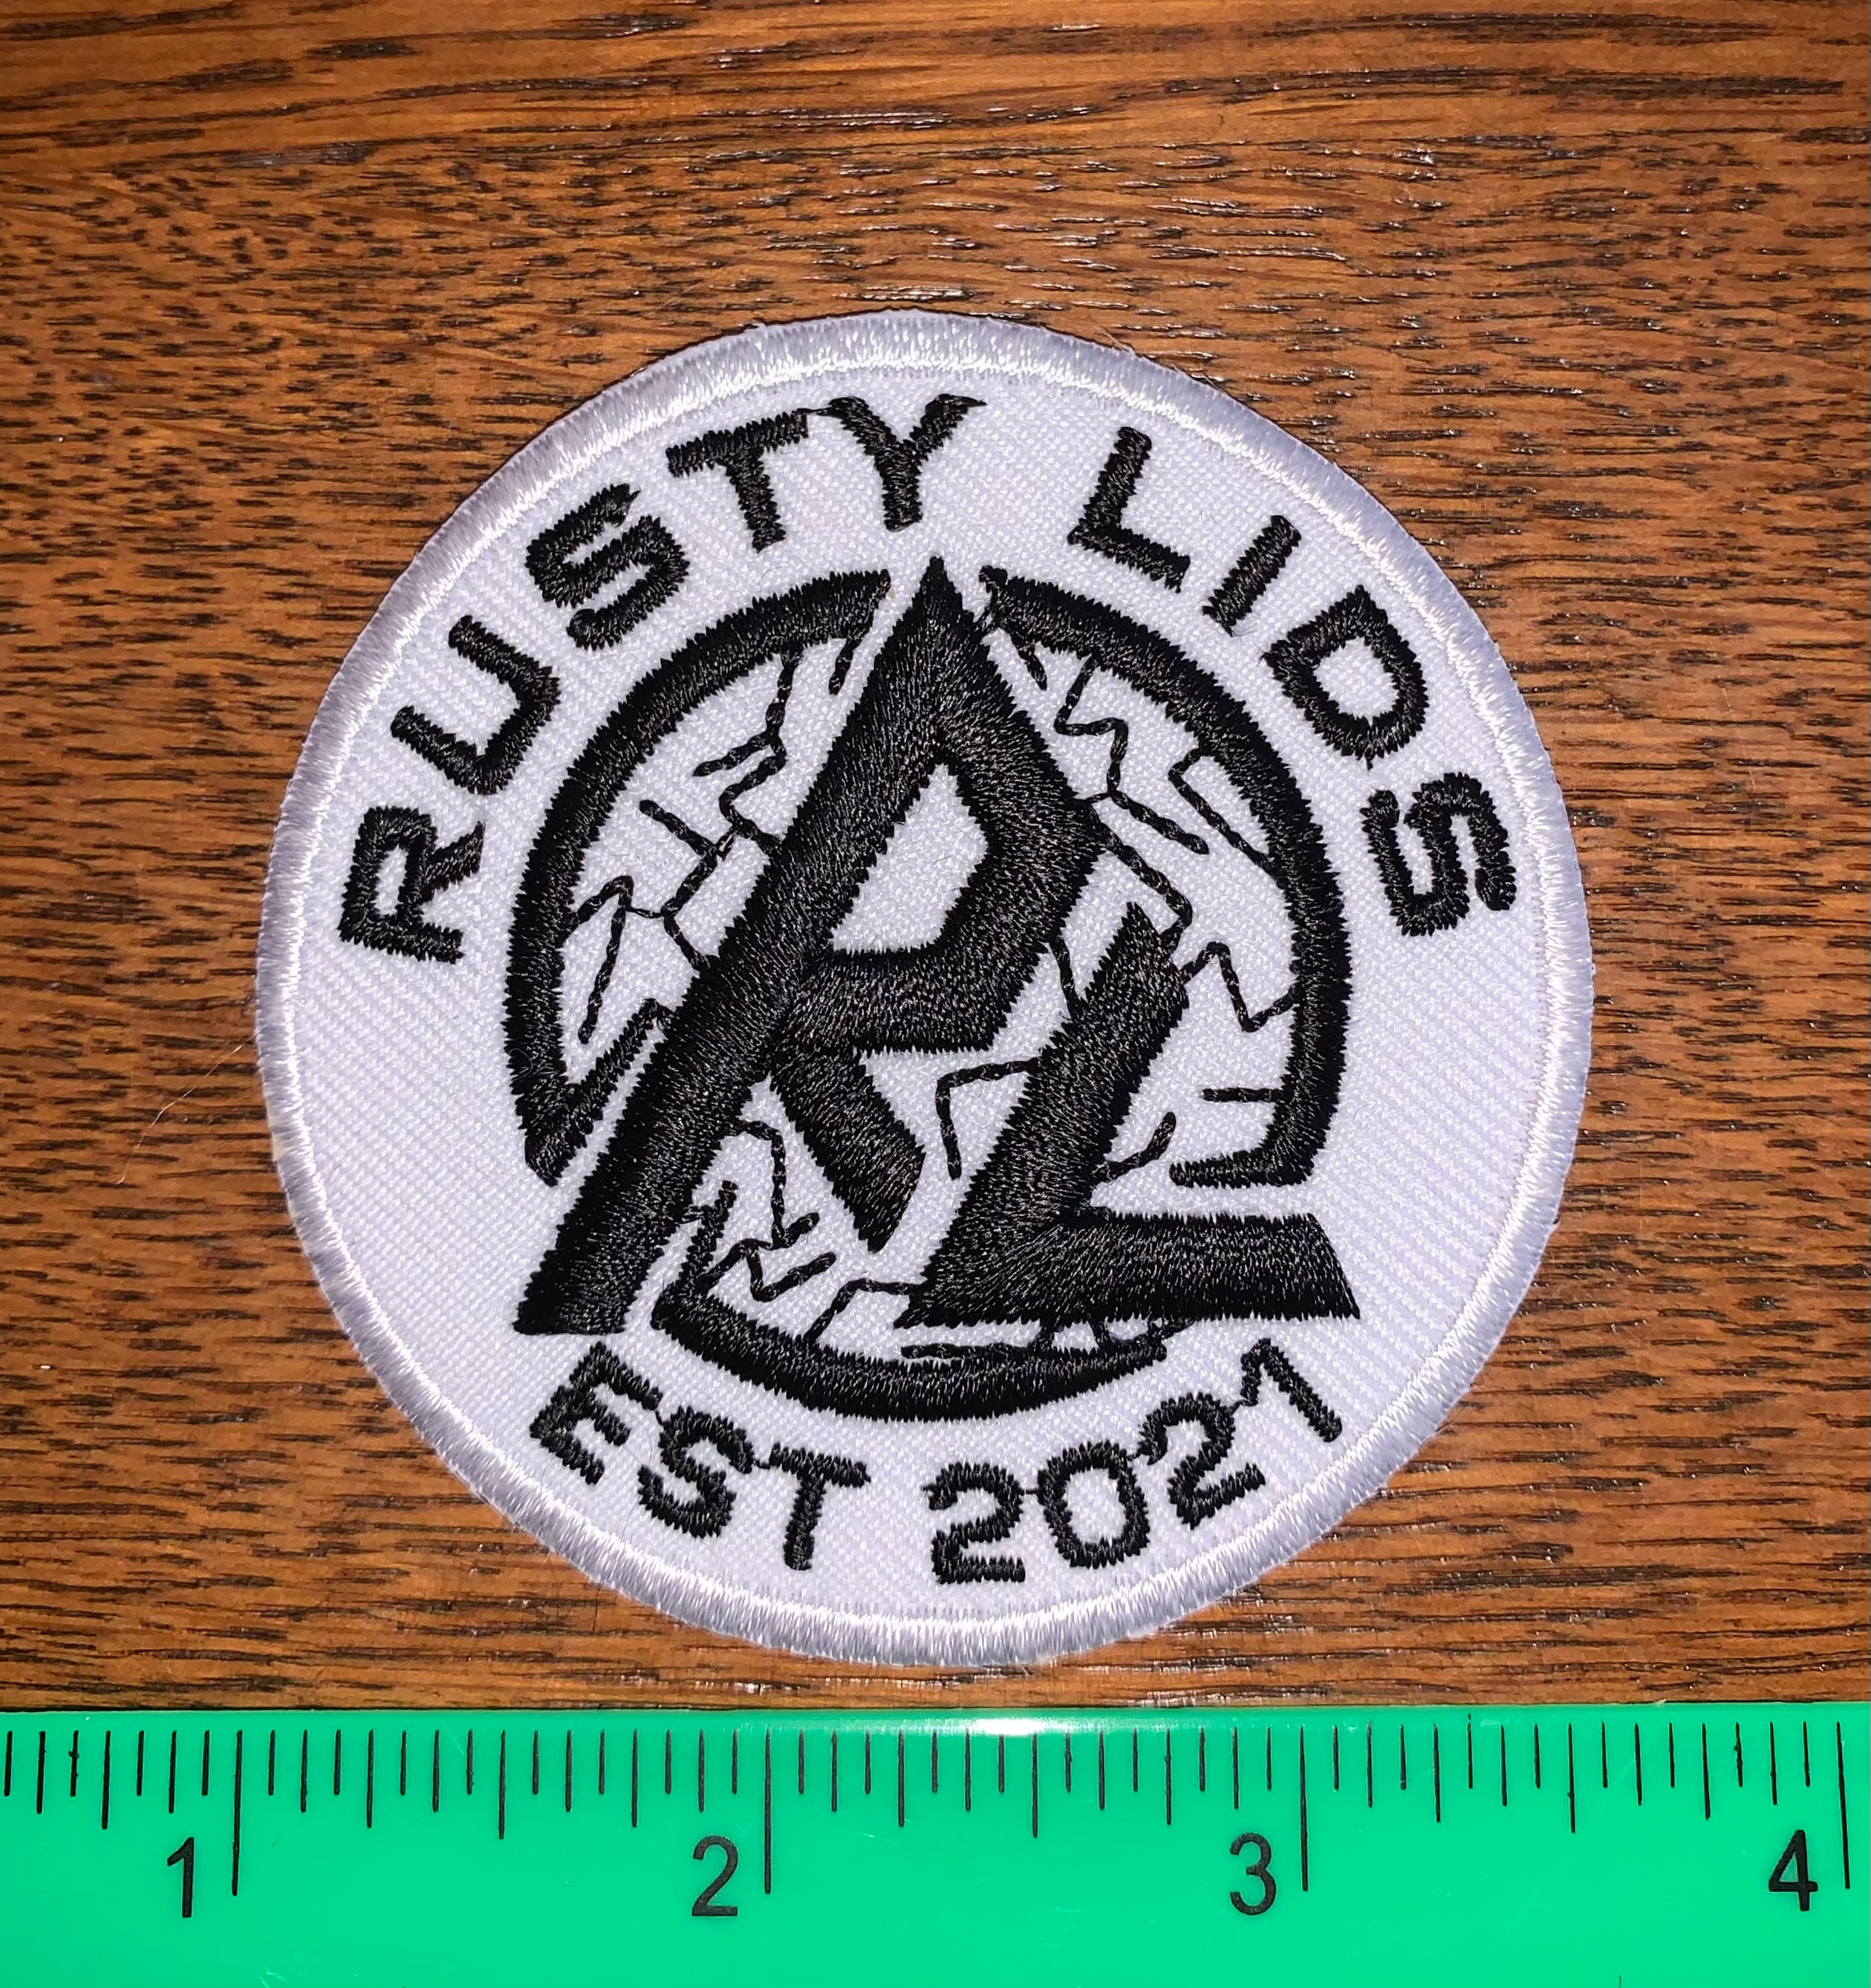 RUSTY LIDS
RL
EST 2021
1 2 3 4